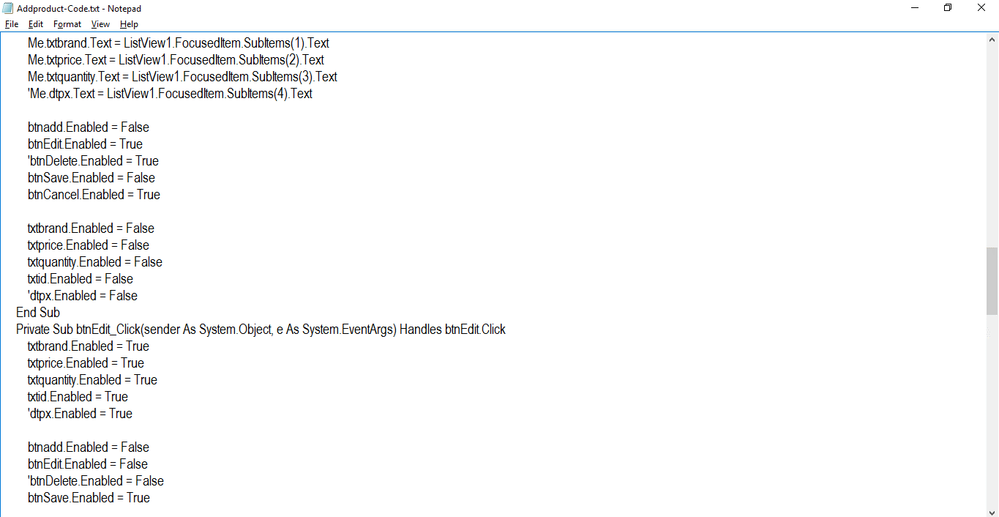 Addproduct-Code.txt - Notepad
File Edit Format View Help
Me.txtbrand.Text = ListView1.FocusedItem.SubItems(1).Text
Me.txtprice.Text = ListView1.FocusedItem.SubItems(2).Text
Me.txtquantity.Text = ListView1.FocusedItem.SubItems(3).Text
'Me.dtpx.Text = ListView1.FocusedItem.SubItems(4).Text
btnadd.Enabled = False
btnEdit.Enabled = True
'btnDelete.Enabled = True
btnSave.Enabled = False
btnCancel.Enabled = True
txtbrand.Enabled = False
txtprice.Enabled = False
txtquantity.Enabled = False
txtid.Enabled = False
'dtpx.Enabled = False
End Sub
Private Sub btnEdit_Click(sender As System.Object, e As System.EventArgs) Handles btnEdit.Click
txtbrand.Enabled = True
txtprice.Enabled = True
txtquantity.Enabled = True
txtid.Enabled = True
'dtpx.Enabled = True
btnadd.Enabled = False
btnEdit.Enabled = False
'btnDelete.Enabled = False
btnSave.Enabled = True